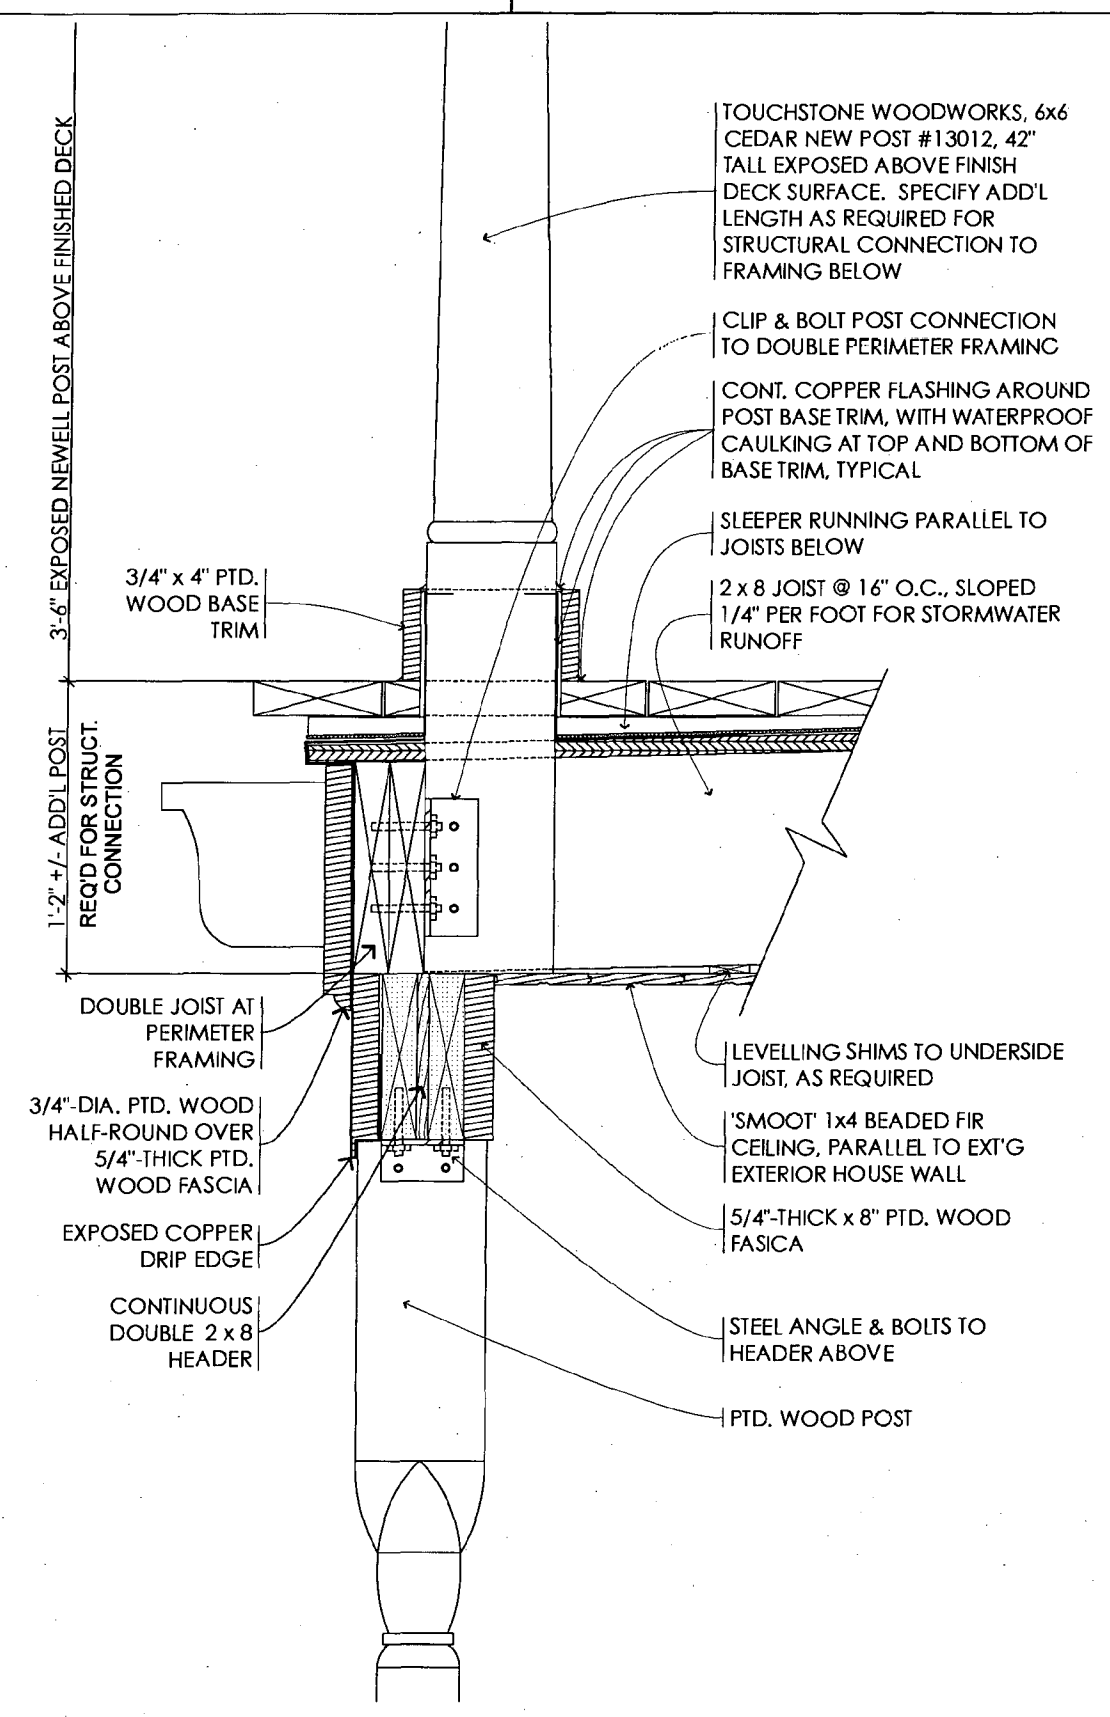 3'-6" EXPOSED NEWELL POST ABOVE FINISHED DECK
1'-2" +/- ADD'L POST
REQ'D FOR STRUCT.
CONNECTION
3/4" x 4" PTD.
WOOD BASE
TRIM
DOUBLE JOIST AT
PERIMETER
FRAMING
3/4"-DIA. PTD. WOOD
HALF-ROUND OVER
5/4"-THICK PTD.
WOOD FASCIA
EXPOSED COPPER
DRIP EDGE
CONTINUOUS
DOUBLE 2 x 8
HEADER
TOUCHSTONE WOODWORKS, 6x6
CEDAR NEW POST #13012, 42"
TALL EXPOSED ABOVE FINISH
DECK SURFACE. SPECIFY ADD'L
LENGTH AS REQUIRED FOR
STRUCTURAL CONNECTION TO
FRAMING BELOW
CLIP & BOLT POST CONNECTION
TO DOUBLE PERIMETER FRAMING
CONT. COPPER FLASHING AROUND
POST BASE TRIM, WITH WATERPROOF
CAULKING AT TOP AND BOTTOM OF
BASE TRIM, TYPICAL
SLEEPER RUNNING PARALLEL TO
JOISTS BELOW
2 x 8 JOIST @ 16" O.C., SLOPED
1/4" PER FOOT FOR STORMWATER
RUNOFF
LEVELLING SHIMS TO UNDERSIDE
JOIST, AS REQUIRED
'SMOOT' 1x4 BEADED FIR
CEILING, PARALLEL TO EXT'G
EXTERIOR HOUSE WALL
5/4"-THICK x 8" PTD. WOOD
FASICA
STEEL ANGLE & BOLTS TO
HEADER ABOVE
PTD. WOOD POST